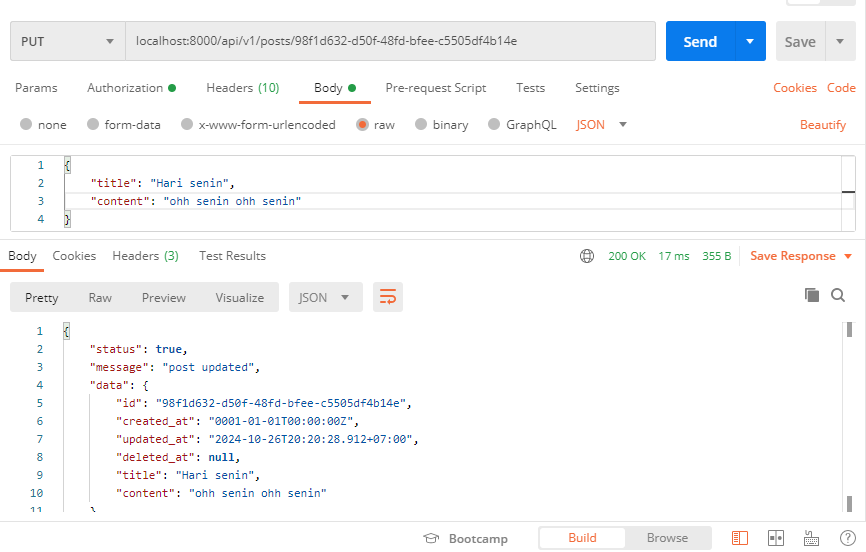 PUT localhost:8000/api/v1/posts/98f1d632-d50f-48fd-bfee-c5505df4b14e Send Save
Params Authorization Headers (10) Body Pre-request Script Tests Settings Cookies Code
none form-data x-www-form-urlencoded raw binary GraphQL JSON Beautify
1 {
2 "title": "Hari senin",
3 "content": "ohh senin ohh senin"
4 }
Body Cookies Headers (3) Test Results 200 OK 17 ms 355 B Save Response
Pretty Raw Preview Visualize JSON
1 {
2 "status": true,
3 "message": "post updated",
4 "data": {
5 "id": "98f1d632-d50f-48fd-bfee-c5505df4b14e",
6 "created_at": "0001-01-01T00:00:00Z",
7 "updated_at": "2024-10-26T20:20:28.912+07:00",
8 "deleted_at": null,
9 "title": "Hari senin",
10 "content": "ohh senin ohh senin"
11 }
Bootcamp Build Browse